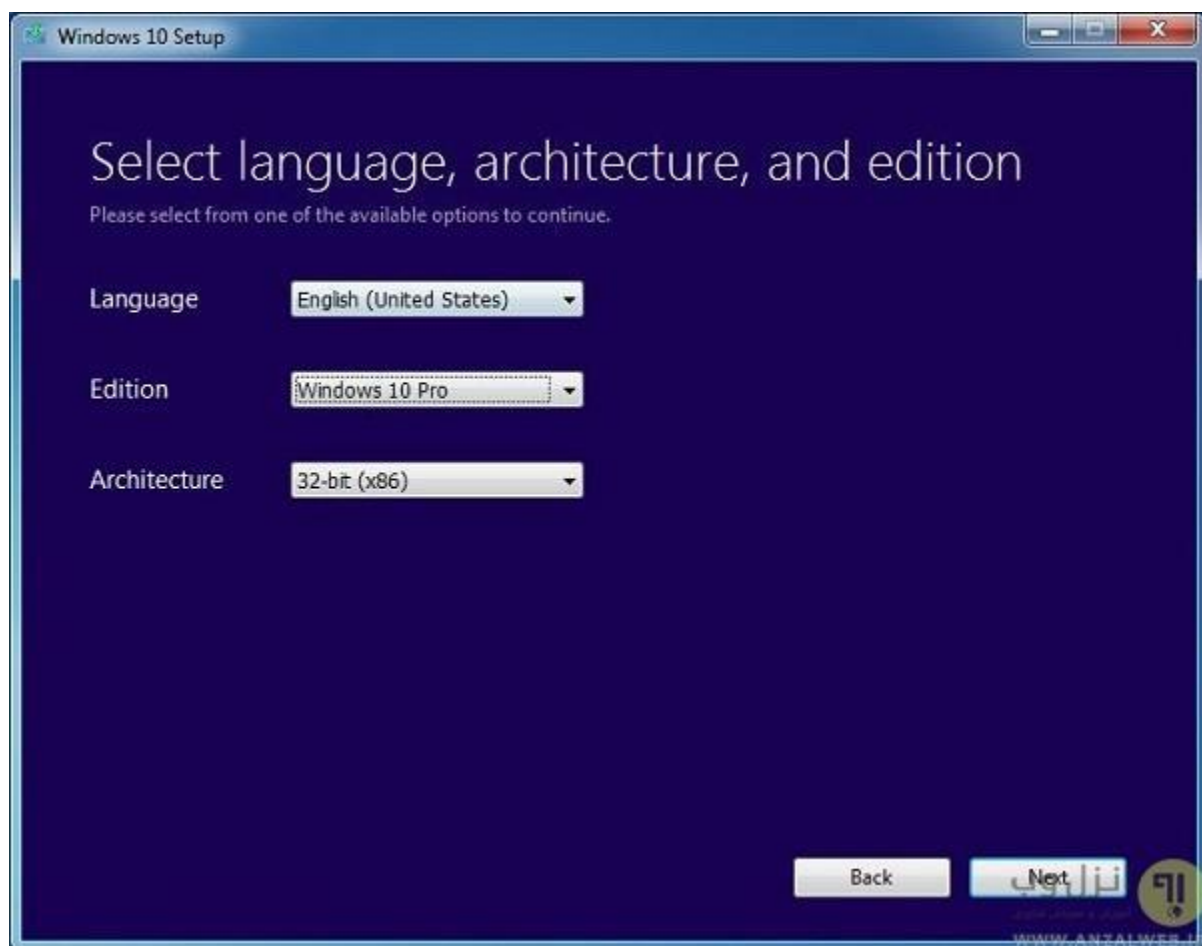 Windows 10 Setup
Select language, architecture, and edition
Please select from one of the available options to continue.
Language English (United States)
Edition Windows 10 Pro
Architecture 32-bit (x86)
Back Next